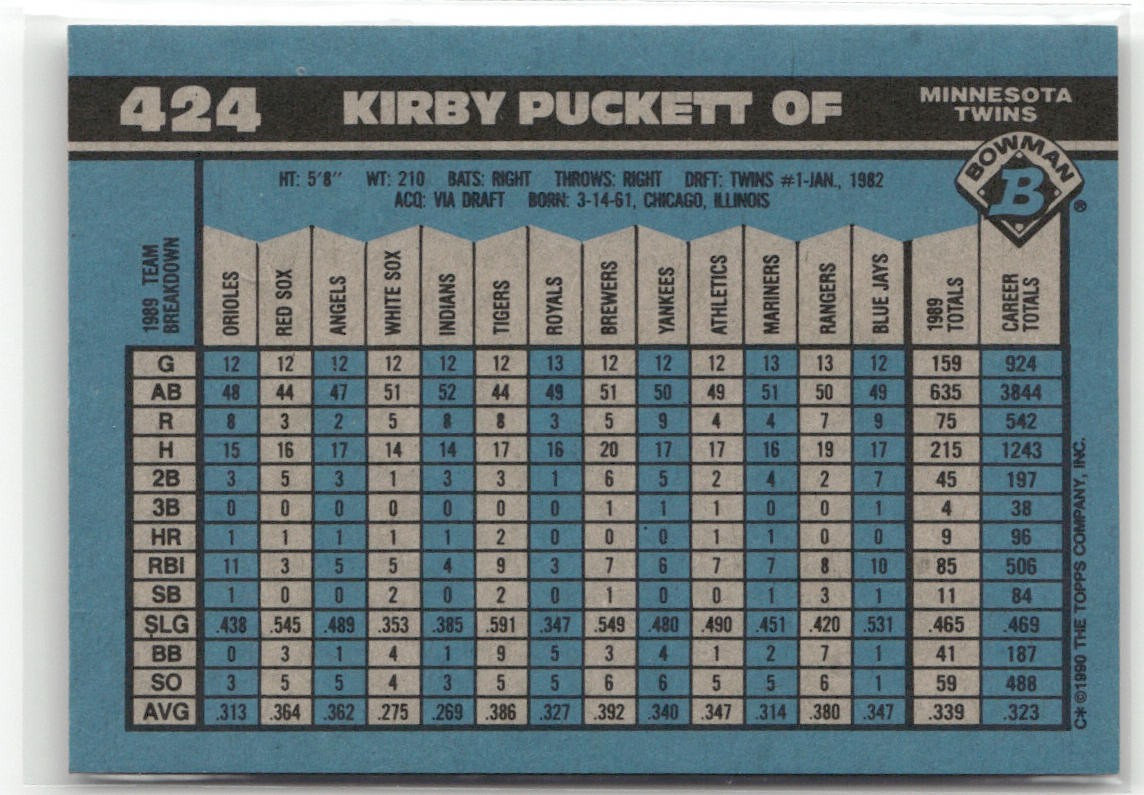 424 KIRBY PUCKETT OF MINNESOTA TWINS
BOWMAN
B
®
HT: 5'8" WT: 210 BATS: RIGHT THROWS: RIGHT DRFT: TWINS #1-JAN., 1982
ACQ: VIA DRAFT BORN: 3-14-61, CHICAGO, ILLINOIS
1989 TEAM BREAKDOWN ORIOLES RED SOX ANGELS WHITE SOX INDIANS TIGERS ROYALS BREWERS YANKEES ATHLETICS MARINERS RANGERS BLUE JAYS 1989 TOTALS CAREER TOTALS
G 12 12 12 12 12 12 13 12 12 12 13 13 12 159 924
AB 48 44 47 51 52 44 49 51 50 49 51 50 49 635 3844
R 8 3 2 5 8 8 3 5 9 4 4 7 9 75 542
H 15 16 17 14 14 17 16 20 17 17 16 19 17 215 1243
2B 3 5 3 1 3 3 1 6 5 2 4 2 7 45 197
3B 0 0 0 0 0 0 0 1 1 1 0 0 1 4 38
HR 1 1 1 1 1 2 0 0 0 1 1 0 0 9 96
RBI 11 3 5 5 4 9 3 7 6 7 7 8 10 85 506
SB 1 0 0 2 0 2 0 1 0 0 1 3 1 11 84
SLG .438 .545 .489 .353 .385 .591 .347 .549 .480 .490 .451 .420 .531 .465 .469
BB 0 3 1 4 1 9 5 3 4 1 2 7 1 41 187
SO 3 5 5 4 3 5 5 6 6 5 5 6 1 59 488
AVG .313 .364 .362 .275 .269 .386 .327 .392 .340 .347 .314 .380 .347 .339 .323
C* ©1990 THE TOPPS COMPANY, INC.